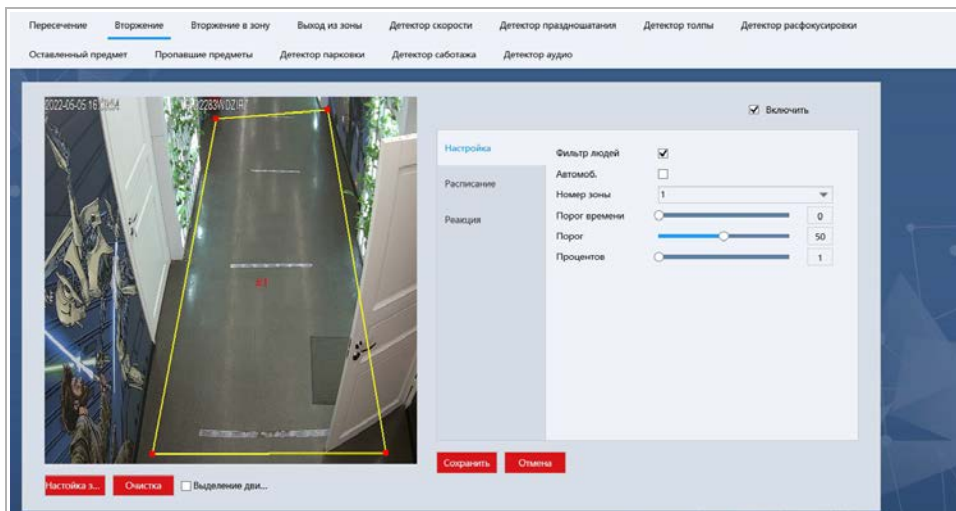 Пересечение Вторжение Вторжение в зону Выход из зоны Детектор скорости Детектор праздношатания Детектор толпы Детектор расфокусировки
Оставленный предмет Пропавшие предметы Детектор парковки Детектор саботажа Детектор аудио
2022-05-05 16
Включить
Настройка
Расписание
Реакция
Фильтр людей
Автомоб.
Номер зоны 1
Порог времени 0
Порог 50
Процентов 1
Сохранить Отмена
Настойка з... Очистка Выделение дви...